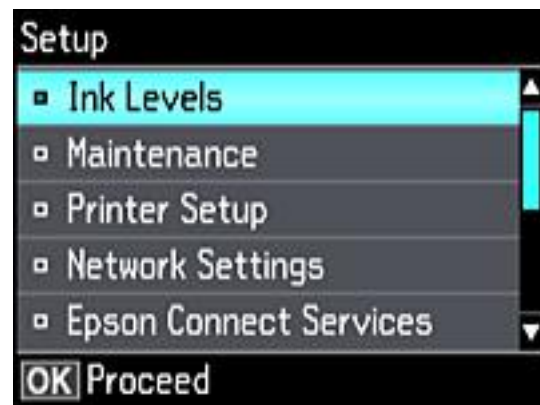 Setup
Ink Levels
Maintenance
Printer Setup
Network Settings
Epson Connect Services
OK Proceed